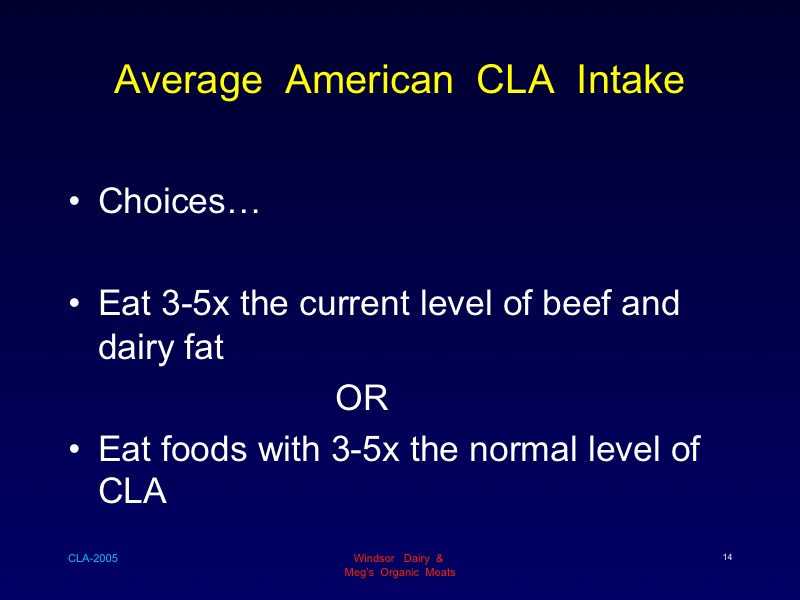 Average American CLA Intake
• Choices…
• Eat 3-5x the current level of beef and
dairy fat
OR
• Eat foods with 3-5x the normal level of
CLA
CLA-2005
Windsor Dairy &
Meg's Organic Meats
14